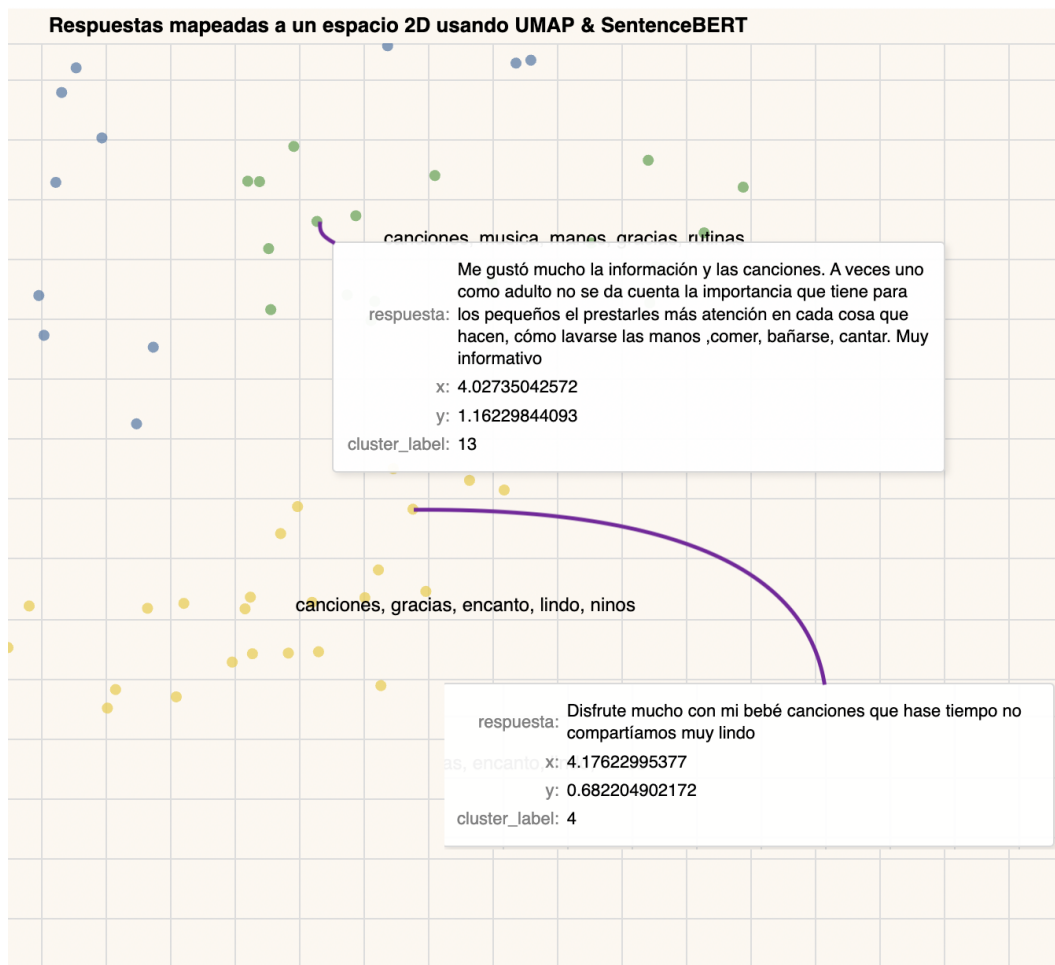 Respuestas mapeadas a un espacio 2D usando UMAP & SentenceBERT
canciones, musica, manos, gracias, rutinas
respuesta: Me gustó mucho la información y las canciones. A veces uno
como adulto no se da cuenta la importancia que tiene para
los pequeños el prestarles más atención en cada cosa que
hacen, cómo lavarse las manos ,comer, bañarse, cantar. Muy
informativo
x: 4.02735042572
y: 1.16229844093
cluster_label: 13
canciones, gracias, encanto, lindo, ninos
respuesta: Disfrute mucho con mi bebé canciones que hase tiempo no
compartíamos muy lindo
as, encanto,
x: 4.17622995377
y: 0.682204902172
cluster_label: 4